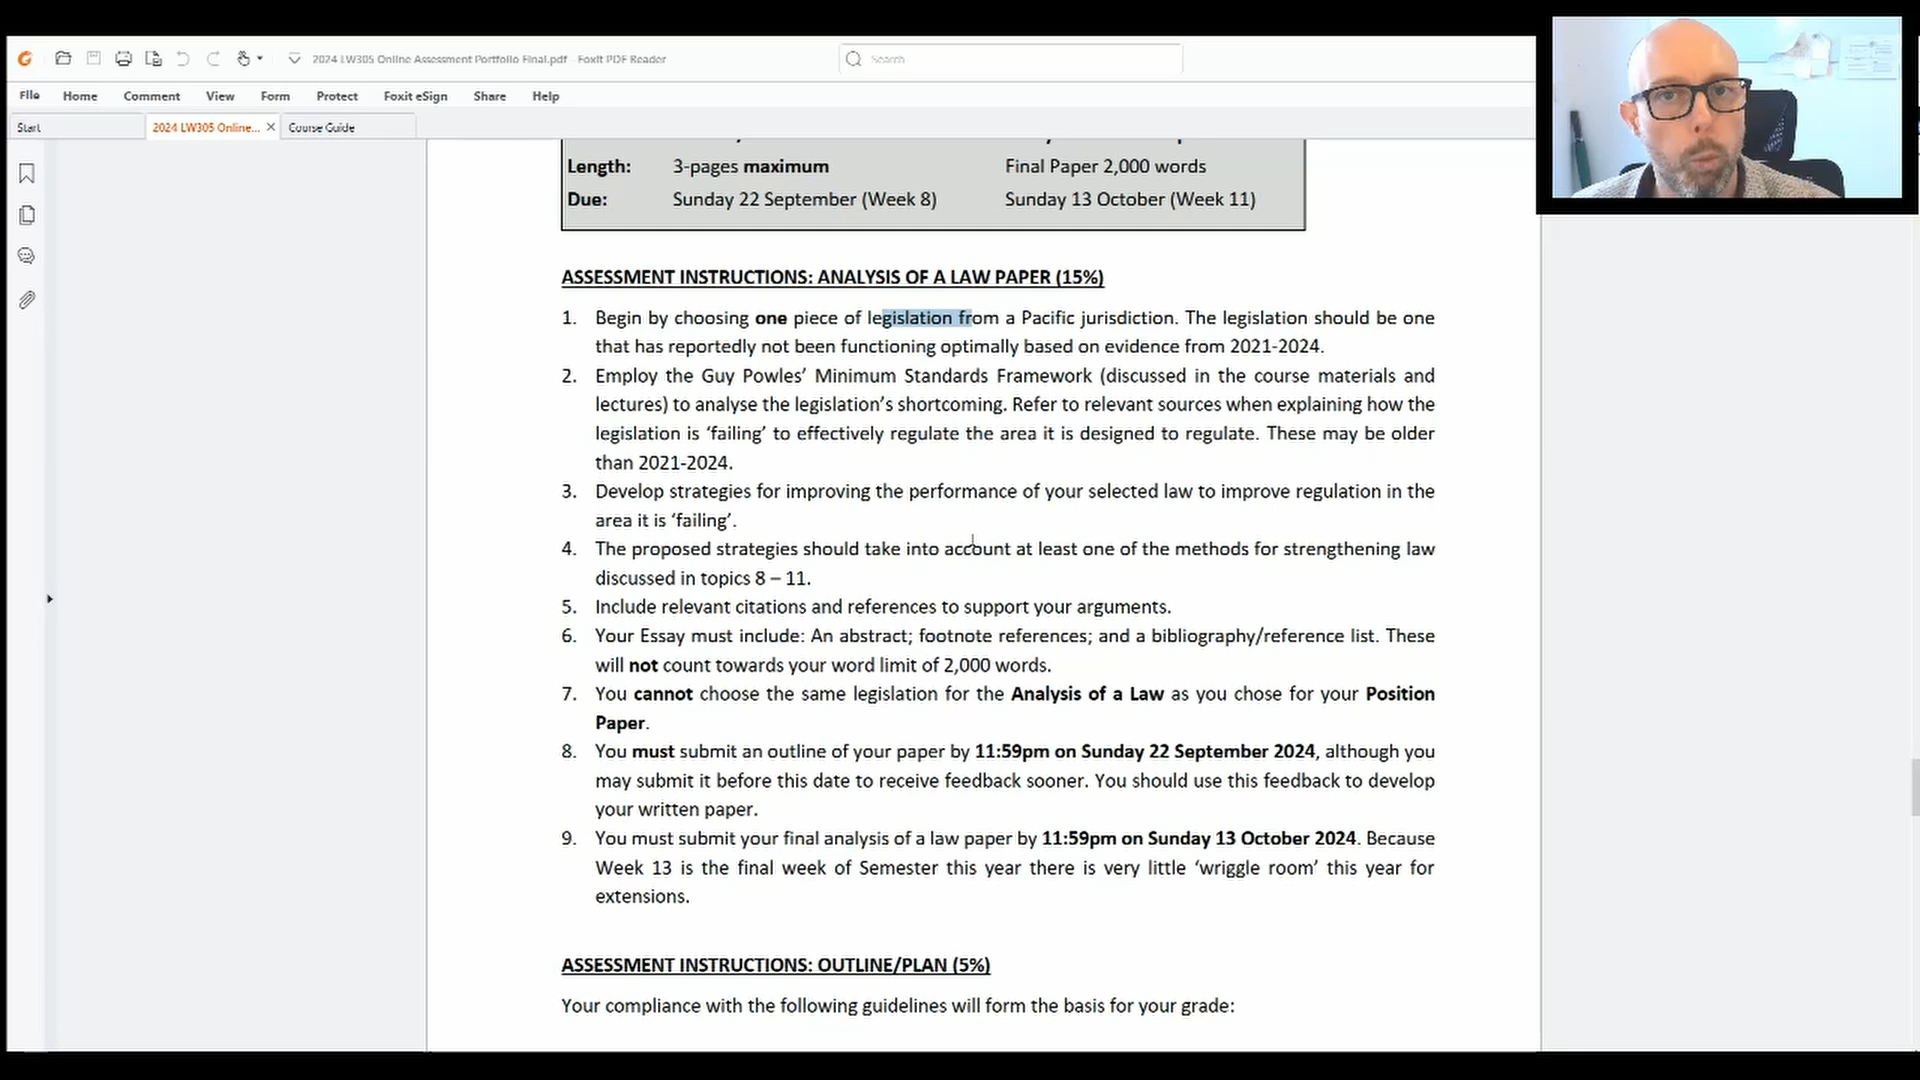 2024 LW305 Online Assessment Portfolio Final.pdf - Foxit PDF Reader
Search
File Home Comment View Form Protect Foxit eSign Share Help
Start 2024 LW305 Online... Course Guide
Length: 3-pages maximum Final Paper 2,000 words
Due: Sunday 22 September (Week 8) Sunday 13 October (Week 11)
ASSESSMENT INSTRUCTIONS: ANALYSIS OF A LAW PAPER (15%)
1. Begin by choosing one piece of legislation from a Pacific jurisdiction. The legislation should be one
that has reportedly not been functioning optimally based on evidence from 2021-2024.
2. Employ the Guy Powles’ Minimum Standards Framework (discussed in the course materials and
lectures) to analyse the legislation’s shortcoming. Refer to relevant sources when explaining how the
legislation is ‘failing’ to effectively regulate the area it is designed to regulate. These may be older
than 2021-2024.
3. Develop strategies for improving the performance of your selected law to improve regulation in the
area it is ‘failing’.
4. The proposed strategies should take into account at least one of the methods for strengthening law
discussed in topics 8 – 11.
5. Include relevant citations and references to support your arguments.
6. Your Essay must include: An abstract; footnote references; and a bibliography/reference list. These
will not count towards your word limit of 2,000 words.
7. You cannot choose the same legislation for the Analysis of a Law as you chose for your Position
Paper.
8. You must submit an outline of your paper by 11:59pm on Sunday 22 September 2024, although you
may submit it before this date to receive feedback sooner. You should use this feedback to develop
your written paper.
9. You must submit your final analysis of a law paper by 11:59pm on Sunday 13 October 2024. Because
Week 13 is the final week of Semester this year there is very little ‘wriggle room’ this year for
extensions.
ASSESSMENT INSTRUCTIONS: OUTLINE/PLAN (5%)
Your compliance with the following guidelines will form the basis for your grade: